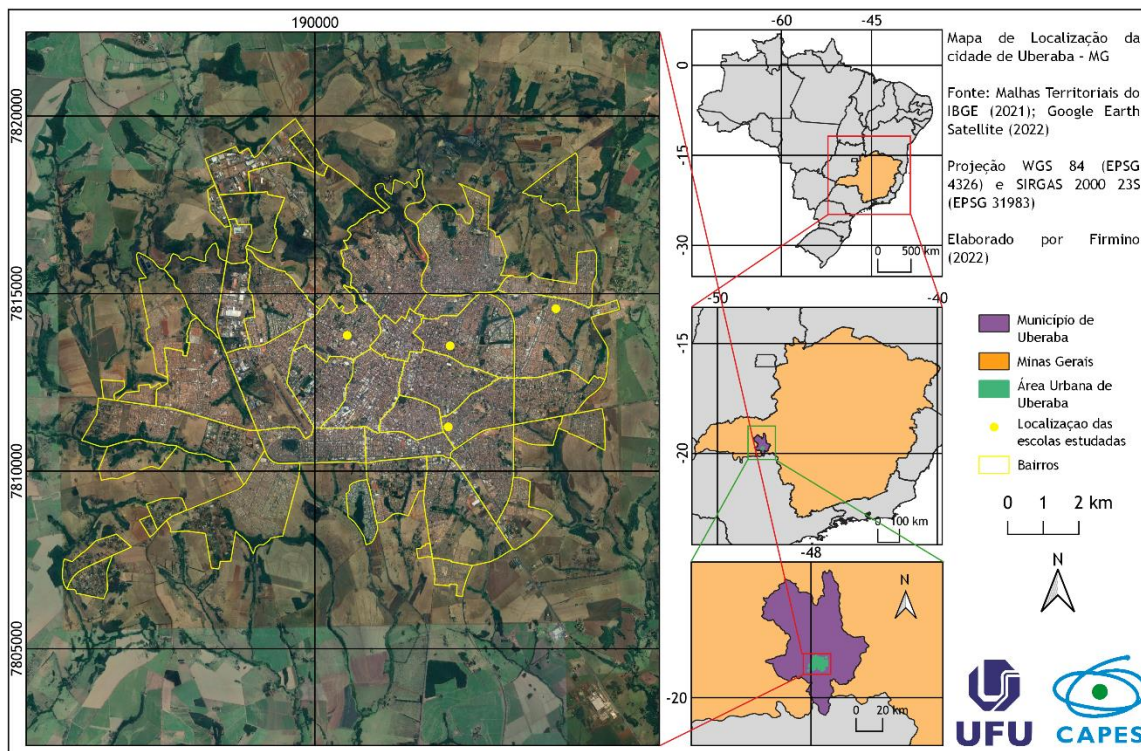 190000
7820000
7815000
7810000
7805000
-60
-45
0
-15
-30
0 500 km
-50
-40
-15
-20
0 100 km
-48
N
-20
0 20 km
Mapa de Localização da
cidade de Uberaba - MG
Fonte: Malhas Territoriais do
IBGE (2021); Google Earth
Satellite (2022)
Projeção WGS 84 (EPSG
4326) e SIRGAS 2000 23S
(EPSG 31983)
Elaborado por Firmino
(2022)
Município de
Uberaba
Minas Gerais
Área Urbana de
Uberaba
Localizaçao das
escolas estudadas
Bairros
0 1 2 km
N
UFU
CAPES